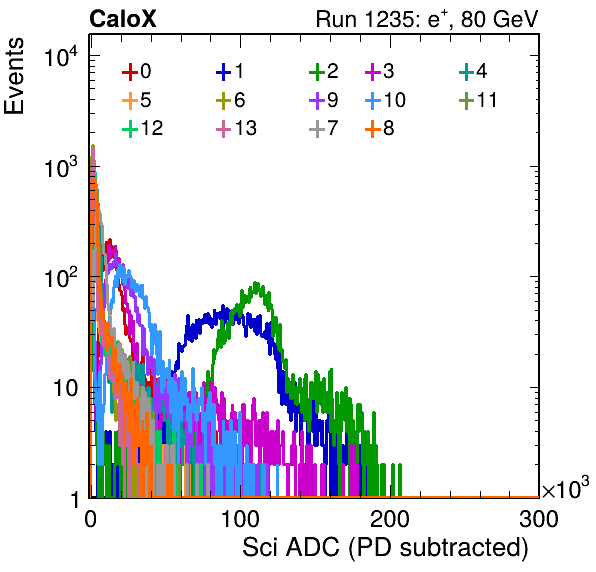 CaloX Run 1235: e⁺, 80 GeV
Events
10⁴
0 1 2 3 4
5 6 9 10 11
12 13 7 8
10³
10²
10
1
0 100 200 300
×10³
Sci ADC (PD subtracted)